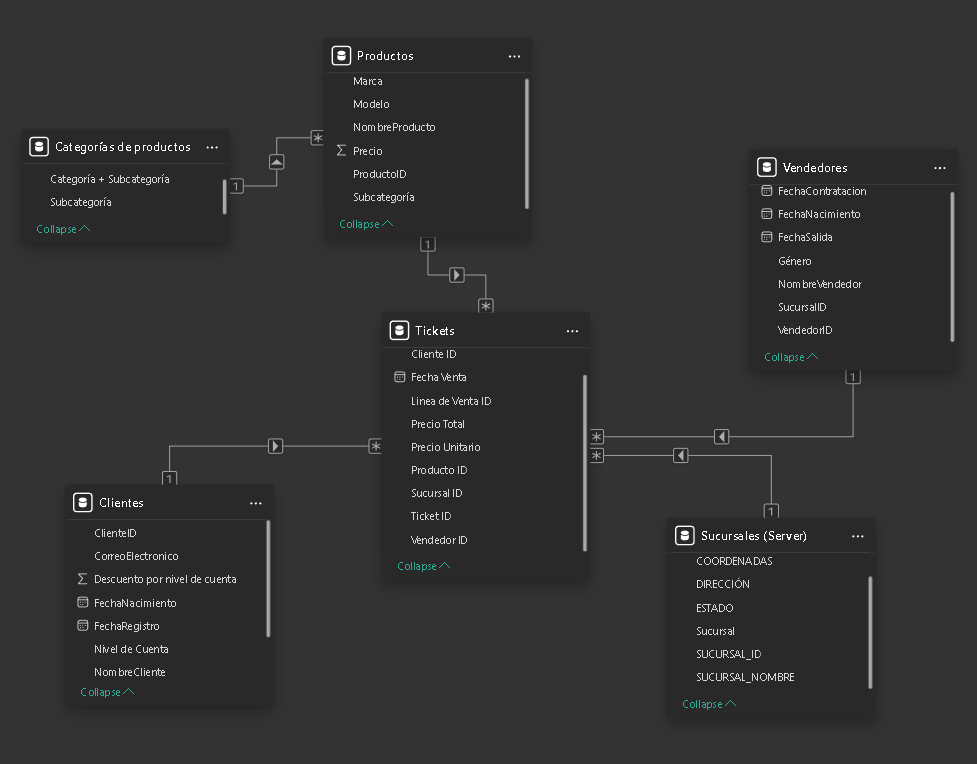 Productos
...
Marca
Modelo
NombreProducto
Σ Precio
ProductoID
Subcategoría
Collapse
Categorías de productos
...
Categoría + Subcategoría
Subcategoría
Collapse
1
*
1
*
Vendedores
...
FechaContratacion
FechaNacimiento
FechaSalida
Género
NombreVendedor
SucursalID
VendedorID
Collapse
1
*
Tickets
...
Cliente ID
Fecha Venta
Linea de Venta ID
Precio Total
Precio Unitario
Producto ID
Sucursal ID
Ticket ID
Vendedor ID
Collapse
*
1
*
1
Clientes
...
ClienteID
CorreoElectronico
Σ Descuento por nivel de cuenta
FechaNacimiento
FechaRegistro
Nivel de Cuenta
NombreCliente
Collapse
Sucursales (Server)
...
COORDENADAS
DIRECCIÓN
ESTADO
Sucursal
SUCURSAL_ID
SUCURSAL_NOMBRE
Collapse